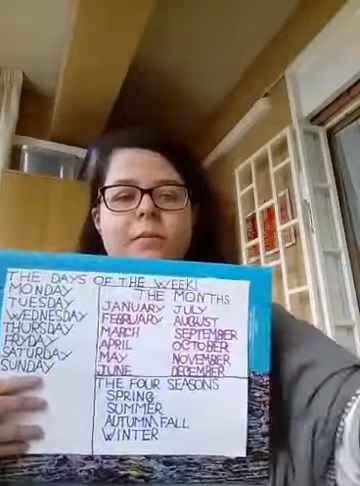 THE DAYS OF THE WEEK!
MONDAY
TUESDAY
WEDNESDAY
THURSDAY
FRYDAY
SATURDAY
SUNDAY
THE MONTHS
JANUARY JULY
FEBRUARY AUGUST
MARCH SEPTEMBER
APRIL OCTOBER
MAY NOVEMBER
JUNE DECEMBER
THE FOUR SEASONS
SPRING
SUMMER
AUTUMM/FALL
WINTER